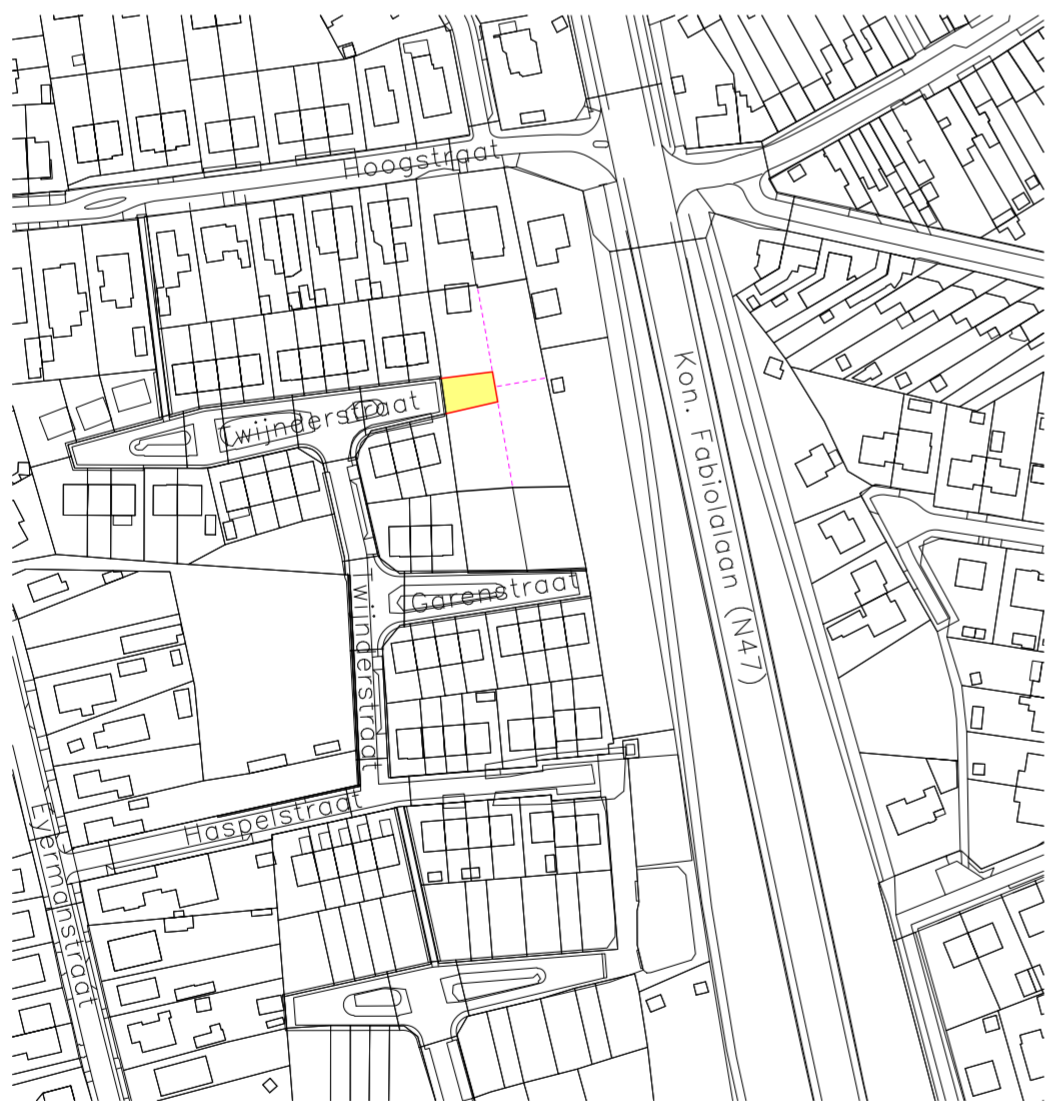 Hoogstraat
Twijnderstraat
Kon. Fabiolalaan (N47)
Garenstraat
Twijnderstraat
Haspelstraat
Evermanstraat